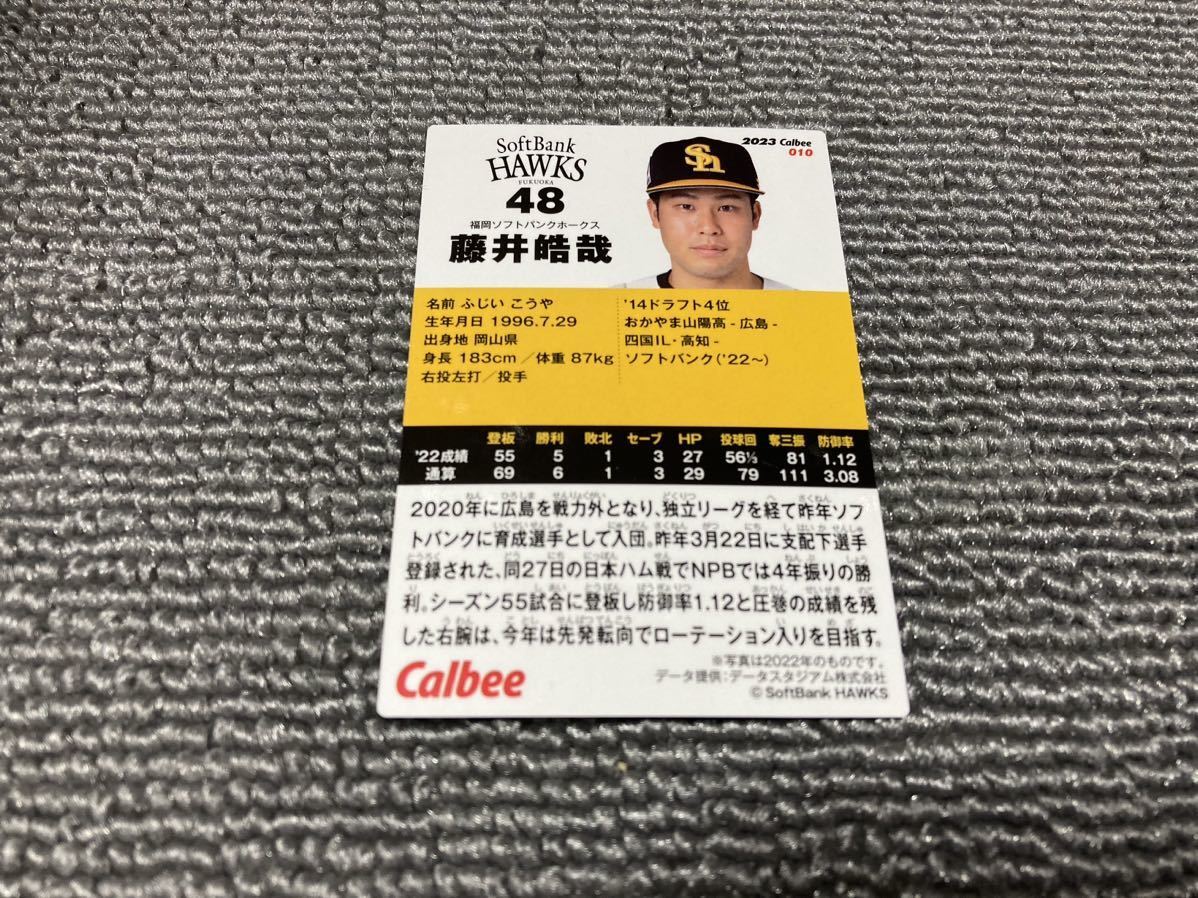 SoftBank
HAWKS
FUKUOKA
48
福岡ソフトバンクホークス
藤井皓哉
2023 Calbee
010
Sh
名前 ふじい こうや
生年月日 1996.7.29
出身地 岡山県
身長 183cm/体重 87kg
右投左打/投手
'14ドラフト4位
おかやま山陽高-広島-
四国IL・高知-
ソフトバンク('22〜)
登板 勝利 敗北 セーブ HP 投球回 奪三振 防御率
'22成績 55 5 1 3 27 56⅓ 81 1.12
通算 69 6 1 3 29 79 111 3.08
2020年に広島を戦力外となり、独立リーグを経て昨年ソフ
トバンクに育成選手として入団。昨年3月22日に支配下選手
登録された、同27日の日本ハム戦でNPBでは4年振りの勝
利。シーズン55試合に登板し防御率1.12と圧巻の成績を残
した右腕は、今年は先発転向でローテーション入りを目指す。
Calbee
※写真は2022年のものです。
データ提供:データスタジアム株式会社
© SoftBank HAWKS